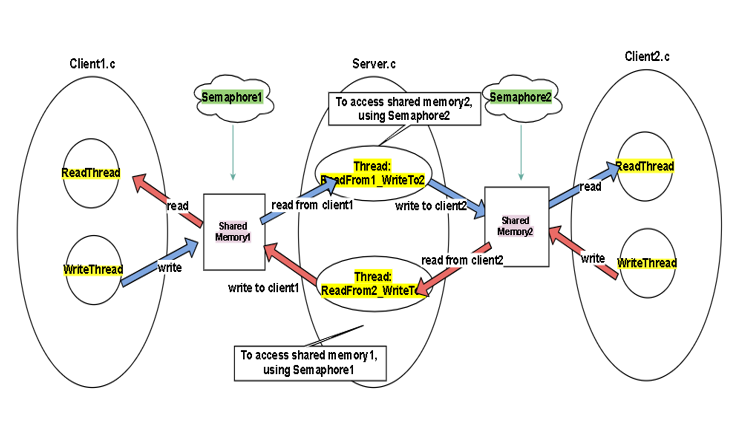 Client1.c
Server.c
Client2.c
Semaphore1
Semaphore2
To access shared memory2,
using Semaphore2
ReadThread
Thread:
ReadFrom1_WriteTo2
ReadThread
read
read from client1
write to client2
read
Shared
Memory1
Shared
Memory2
WriteThread
write
write to client1
Thread:
ReadFrom2_WriteTo
read from client2
write
WriteThread
To access shared memory1,
using Semaphore1